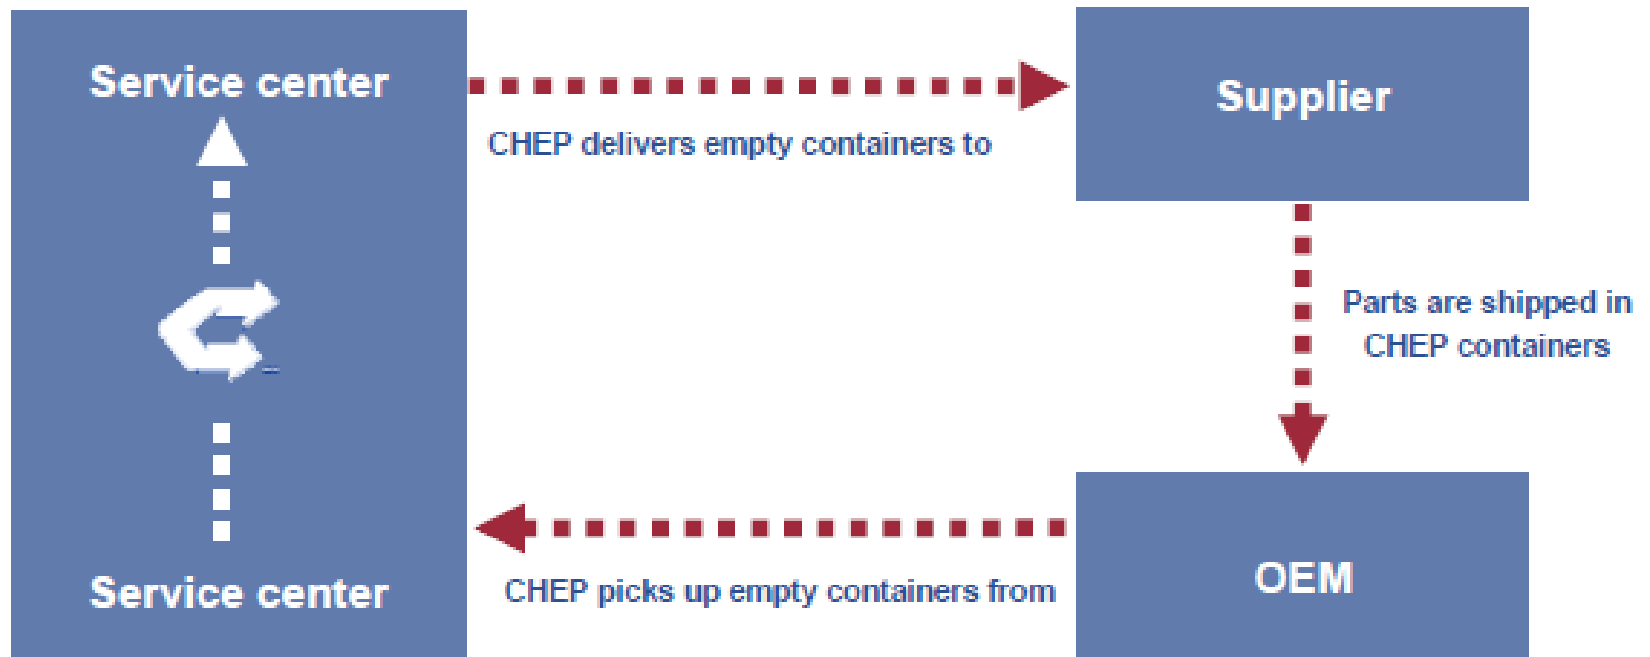 Service center
CHEP delivers empty containers to
Supplier
Parts are shipped in
CHEP containers
OEM
CHEP picks up empty containers from
Service center